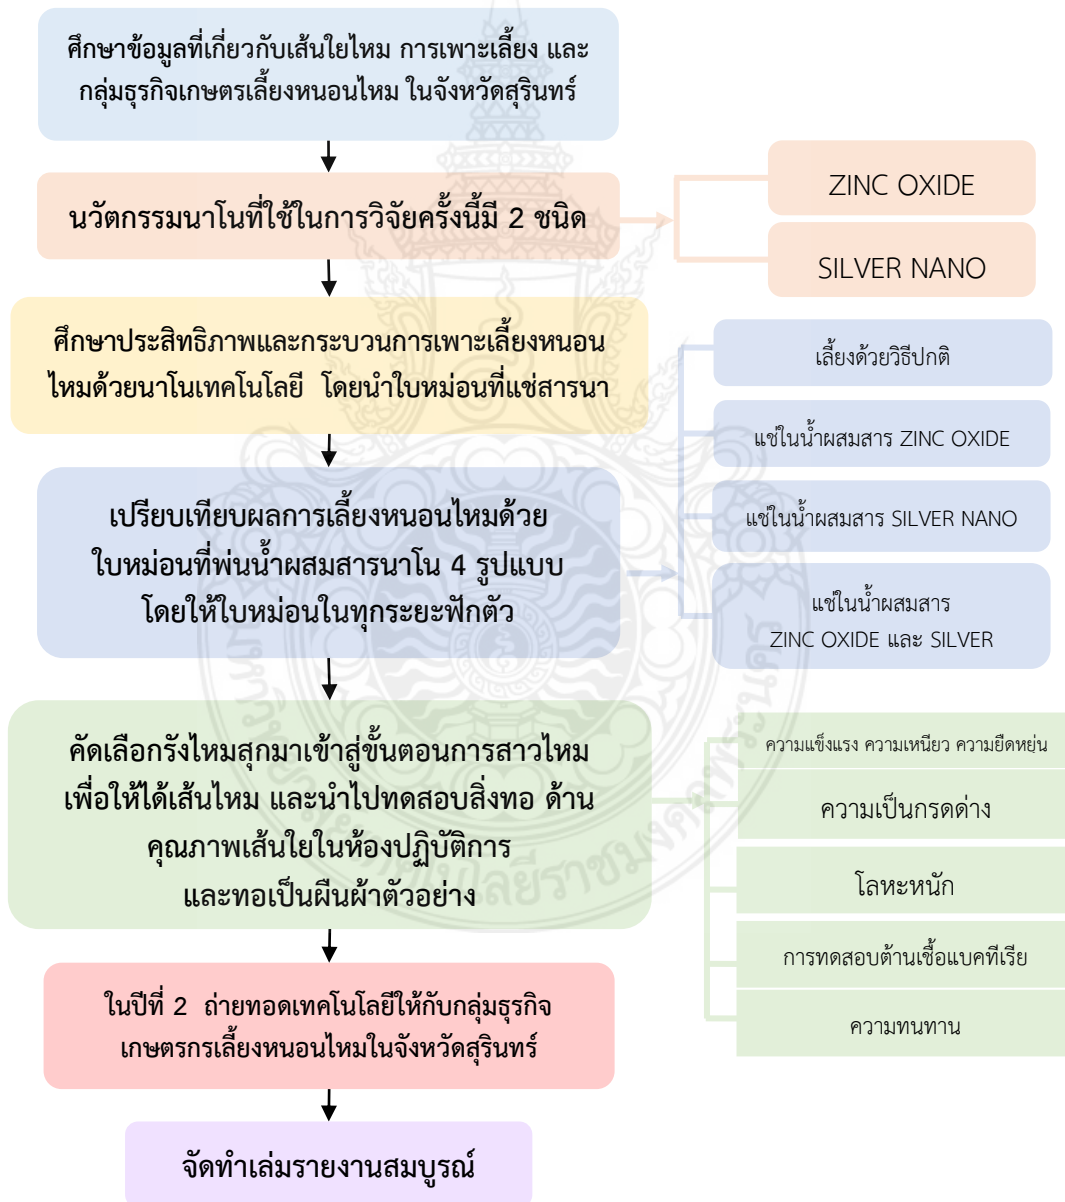 ศึกษาข้อมูลที่เกี่ยวกับเส้นใยไหม การเพาะเลี้ยง และ
กลุ่มธุรกิจเกษตรเลี้ยงหนอนไหม ในจังหวัดสุรินทร์
นวัตกรรมนาโนที่ใช้ในการวิจัยครั้งนี้มี 2 ชนิด
ZINC OXIDE
SILVER NANO
ศึกษาประสิทธิภาพและกระบวนการเพาะเลี้ยงหนอน
ไหมด้วยนาโนเทคโนโลยี โดยนำใบหม่อนที่แช่สารนา
เปรียบเทียบผลการเลี้ยงหนอนไหมด้วย
ใบหม่อนที่พ่นน้ำผสมสารนาโน 4 รูปแบบ
โดยให้ใบหม่อนในทุกระยะฟักตัว
เลี้ยงด้วยวิธีปกติ
แช่ในน้ำผสมสาร ZINC OXIDE
แช่ในน้ำผสมสาร SILVER NANO
แช่ในน้ำผสมสาร
ZINC OXIDE และ SILVER
คัดเลือกรังไหมสุกมาเข้าสู่ขั้นตอนการสาวไหม
เพื่อให้ได้เส้นไหม และนำไปทดสอบสิ่งทอ ด้าน
คุณภาพเส้นใยในห้องปฏิบัติการ
และทอเป็นผืนผ้าตัวอย่าง
ความแข็งแรง ความเหนียว ความยืดหยุ่น
ความเป็นกรดด่าง
โลหะหนัก
การทดสอบต้านเชื้อแบคทีเรีย
ความทนทาน
ในปีที่ 2 ถ่ายทอดเทคโนโลยีให้กับกลุ่มธุรกิจ
เกษตรกรเลี้ยงหนอนไหมในจังหวัดสุรินทร์
จัดทำเล่มรายงานสมบูรณ์
มหาวิทยาลัยเทคโนโลยีราชมงคลพระนคร